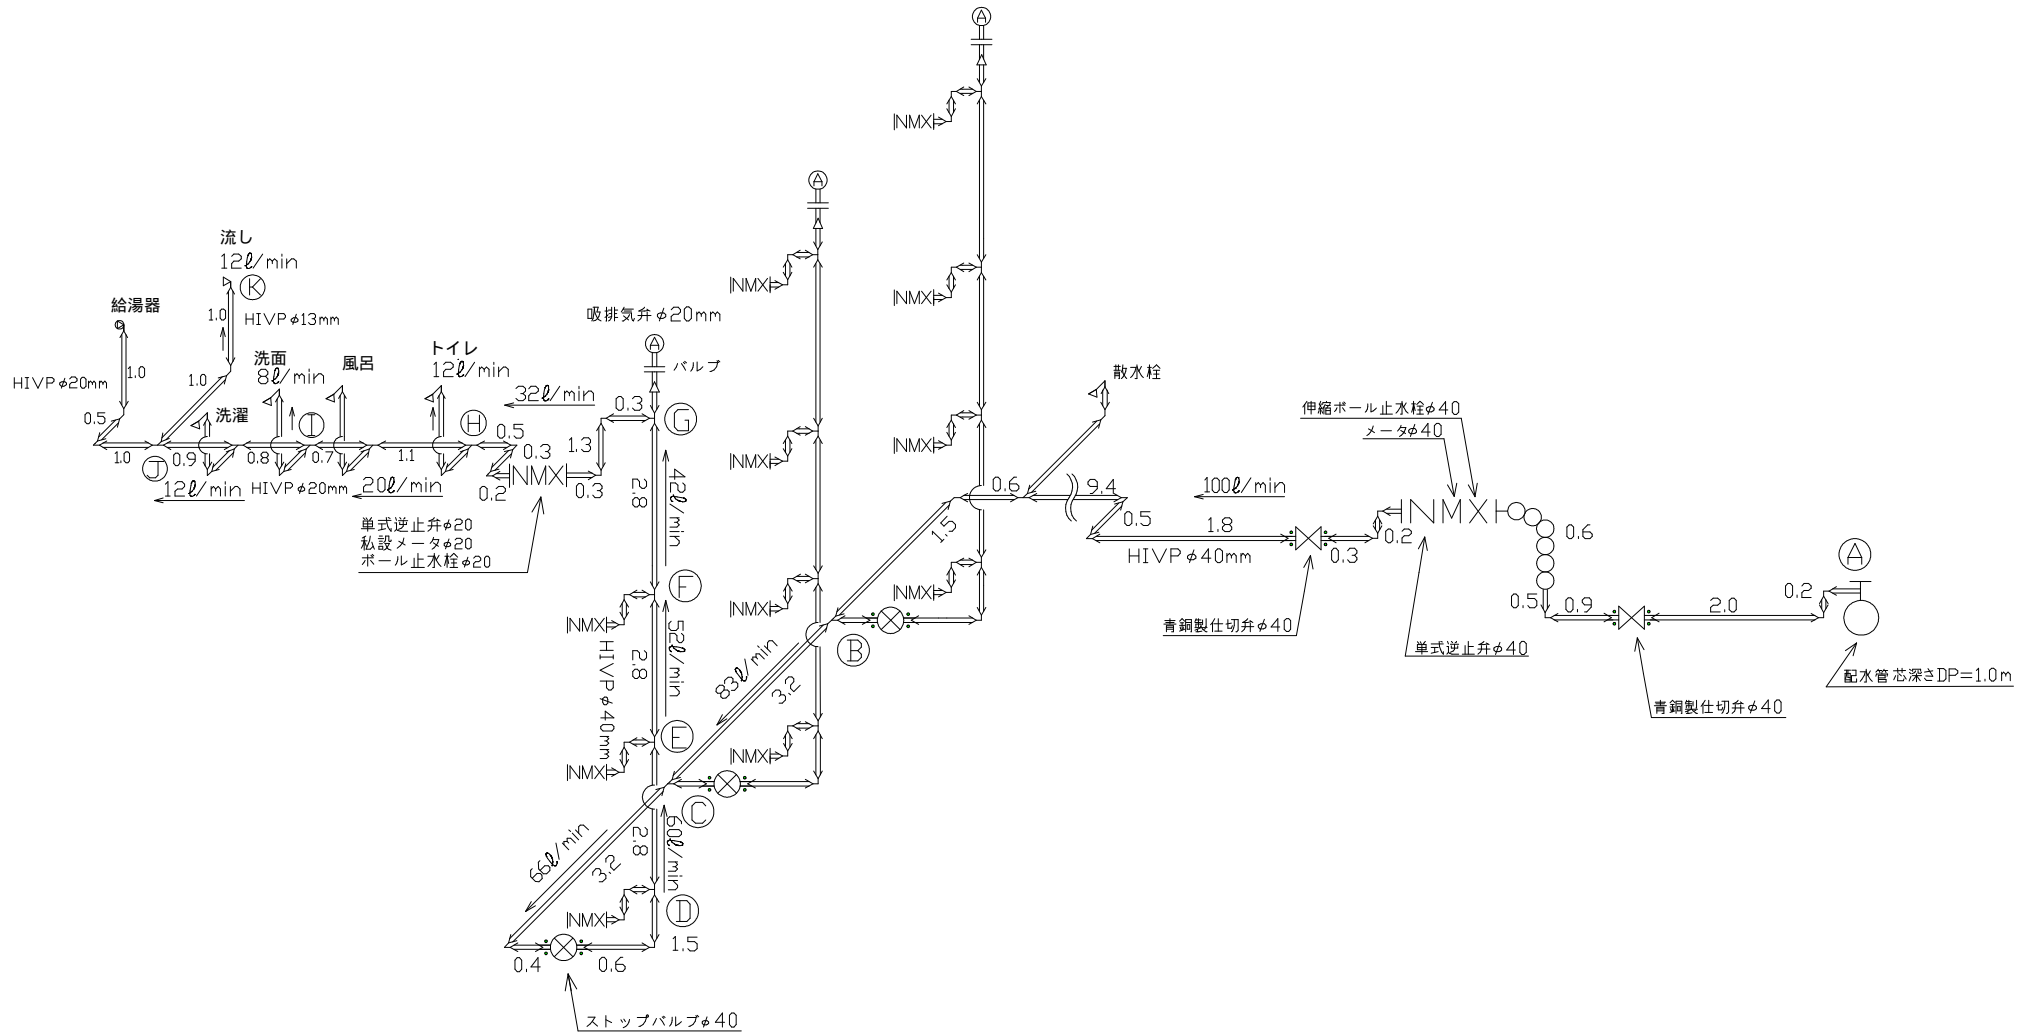 A
NMX
NMX
NMX
NMX
A
NMX
NMX
NMX
NMX
流し
12ℓ/min
K
給湯器
1.0
HIVPφ13mm
HIVPφ20mm
1.0
1.0
0.5
洗面
8ℓ/min
風呂
トイレ
12ℓ/min
洗濯
I
H
J
1.0
0.9
0.8
0.7
1.1
0.5
12ℓ/min
HIVPφ20mm
20ℓ/min
32ℓ/min
吸排気弁φ20mm
A
バルブ
0.3
G
1.3
0.3
NMX
0.2
0.3
単式逆止弁φ20
私設メータφ20
ボール止水栓φ20
2.8
42ℓ/min
F
NMX
2.8
52ℓ/min
HIVPφ40mm
E
NMX
C
2.8
60ℓ/min
NMX
D
1.5
66ℓ/min
3.2
0.4
0.6
ストップバルブφ40
83ℓ/min
3.2
B
1.5
0.6
散水栓
9.4
100ℓ/min
0.5
1.8
HIVPφ40mm
0.3
0.2
青銅製仕切弁φ40
伸縮ボール止水栓φ40
メータφ40
NMX
単式逆止弁φ40
0.6
0.5
0.9
2.0
0.2
A
青銅製仕切弁φ40
配水管芯深さDP=1.0m